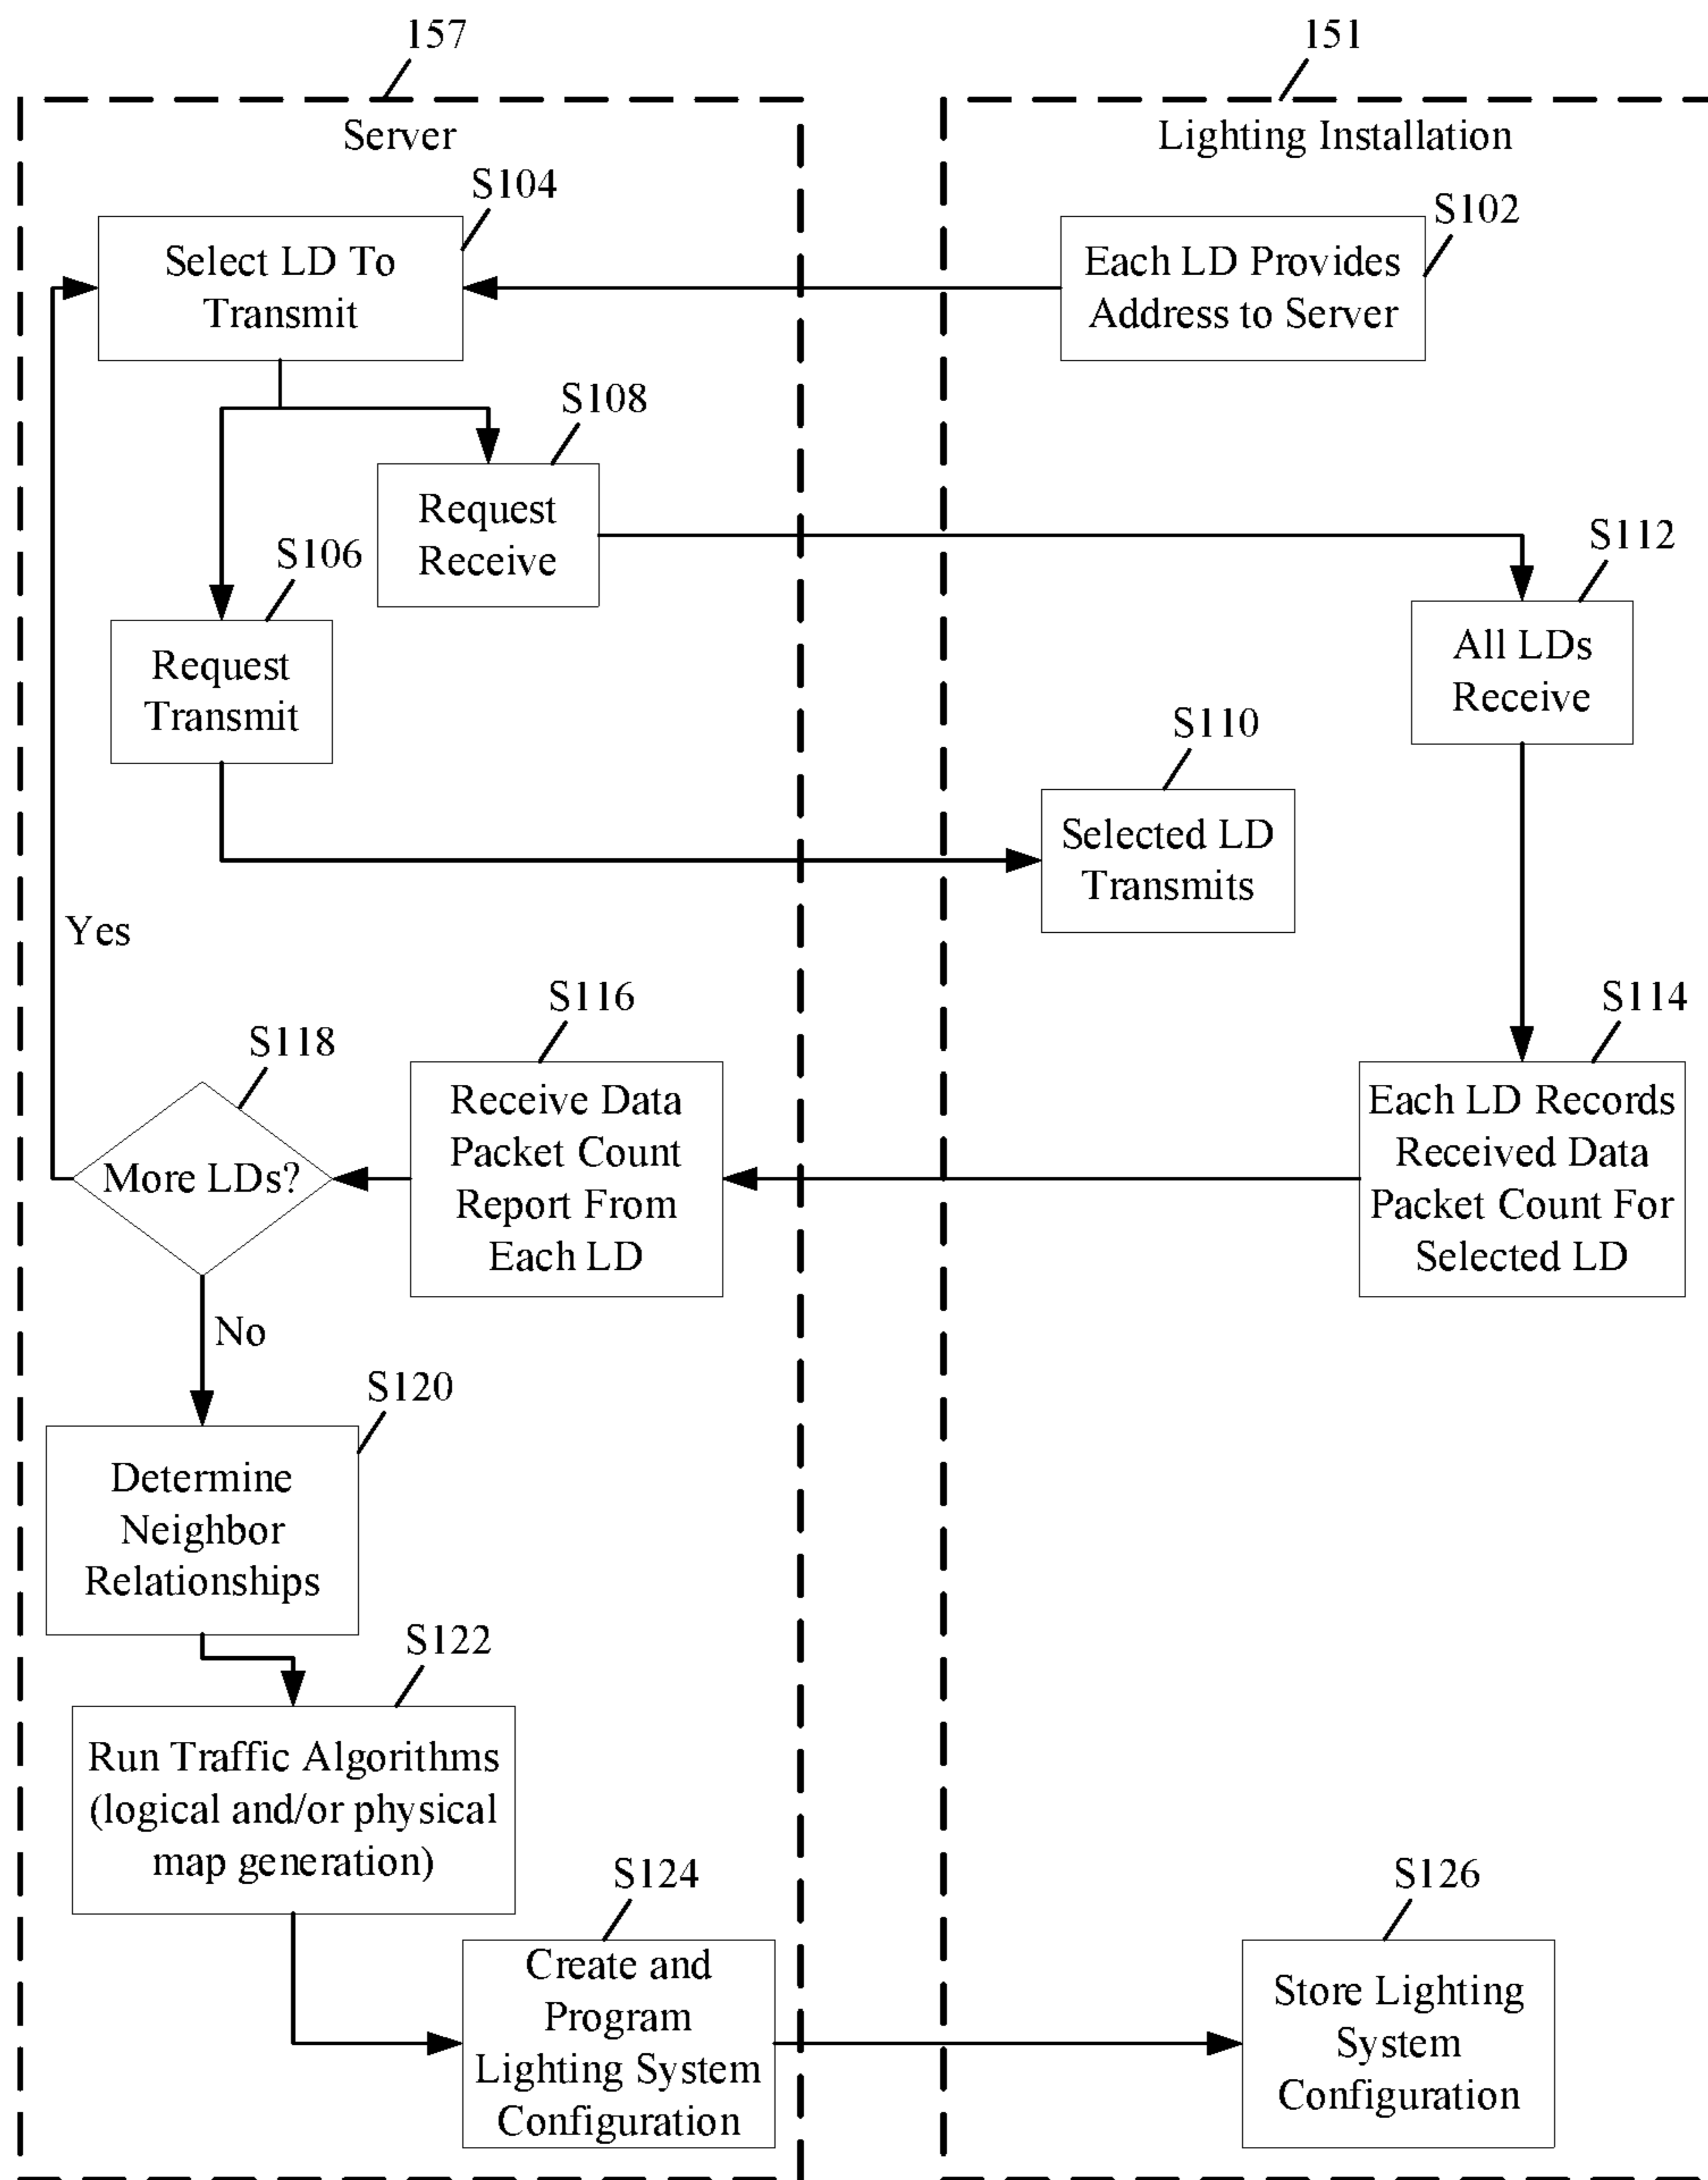 157
151
Server
Lighting Installation
S104
S102
Select LD To
Transmit
Each LD Provides
Address to Server
S108
Request
Receive
S106
S112
Request
Transmit
All LDs
Receive
S110
Selected LD
Transmits
Yes
S116
S114
S118
Receive Data
Packet Count
Report From
Each LD
Each LD Records
Received Data
Packet Count For
Selected LD
More LDs?
No
S120
Determine
Neighbor
Relationships
S122
Run Traffic Algorithms
(logical and/or physical
map generation)
S124
S126
Create and
Program
Lighting System
Configuration
Store Lighting
System
Configuration